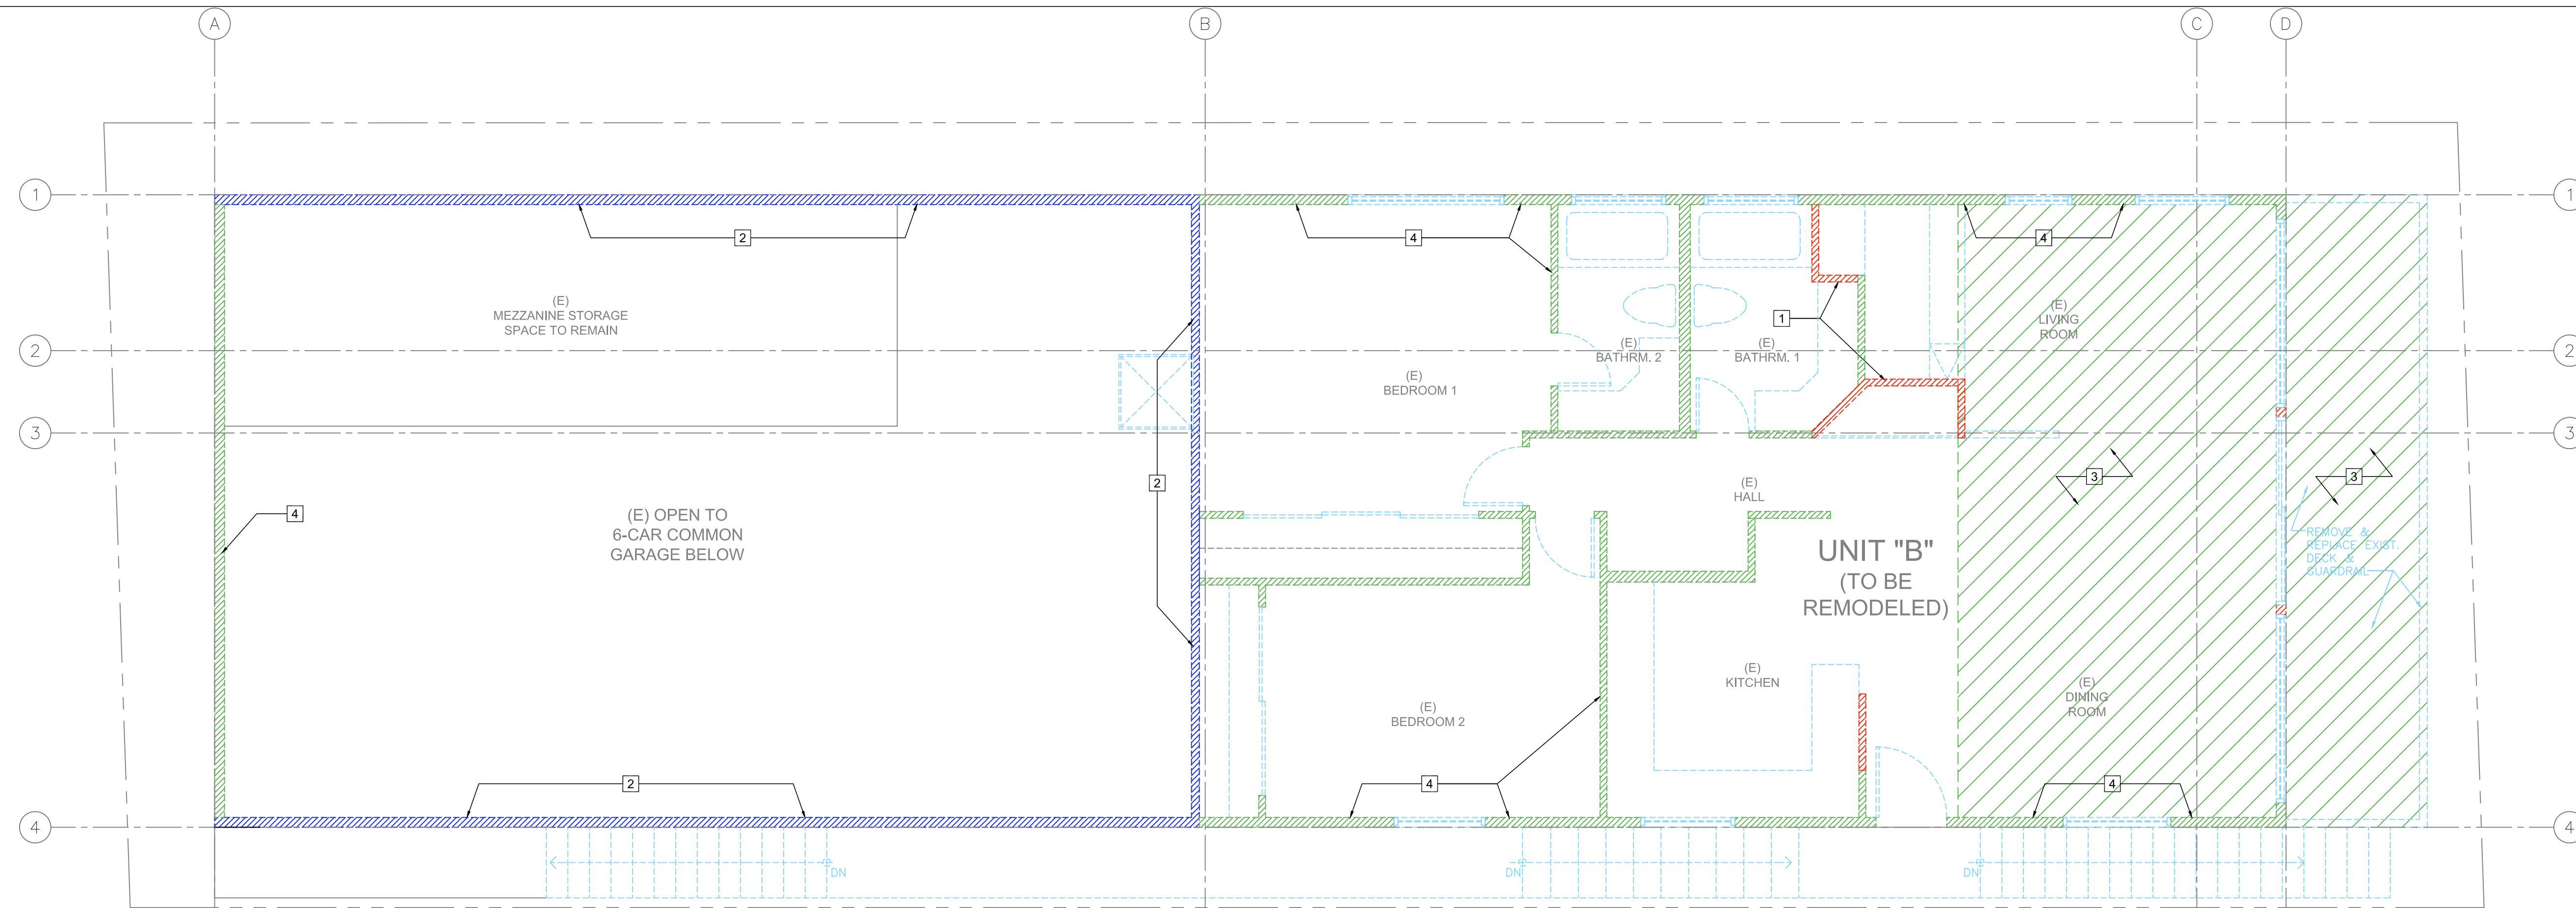 A
B
C
D
1
1
2
4
4
(E)
MEZZANINE STORAGE
SPACE TO REMAIN
(E)
LIVING
ROOM
1
2
(E)
BATHRM. 2
(E)
BATHRM. 1
2
(E)
BEDROOM 1
3
3
2
(E)
HALL
3
3
4
(E) OPEN TO
6-CAR COMMON
GARAGE BELOW
UNIT "B"
(TO BE
REMODELED)
REMOVE &
REPLACE EXIST.
DECK &
GUARDRAIL
(E)
KITCHEN
(E)
BEDROOM 2
(E)
DINING
ROOM
2
4
4
4
4
DN
DN
DN